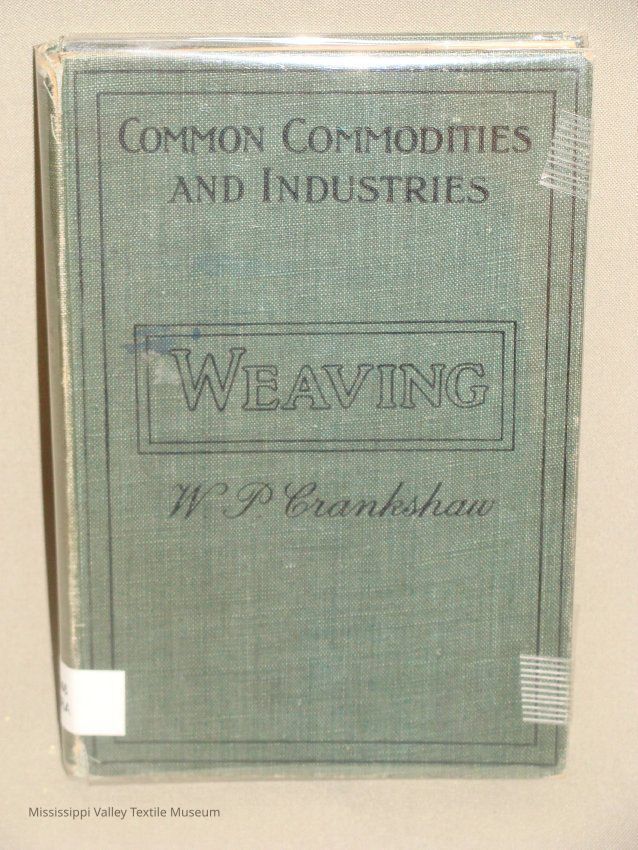 COMMON COMMODITIES
AND INDUSTRIES
WEAVING
W P Crankshaw
Mississippi Valley Textile Museum